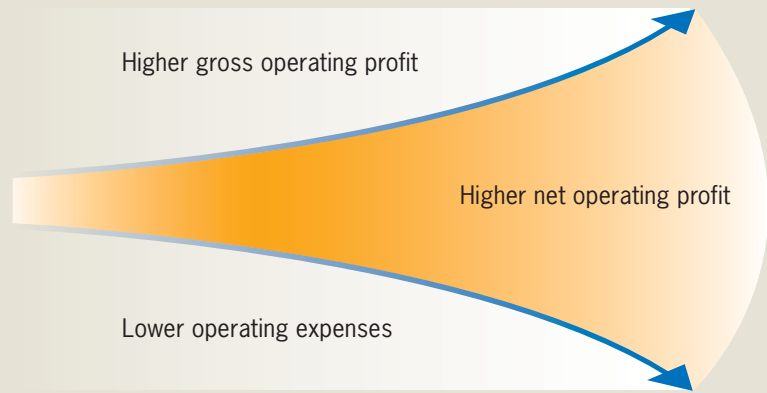 Higher gross operating profit
Higher net operating profit
Lower operating expenses